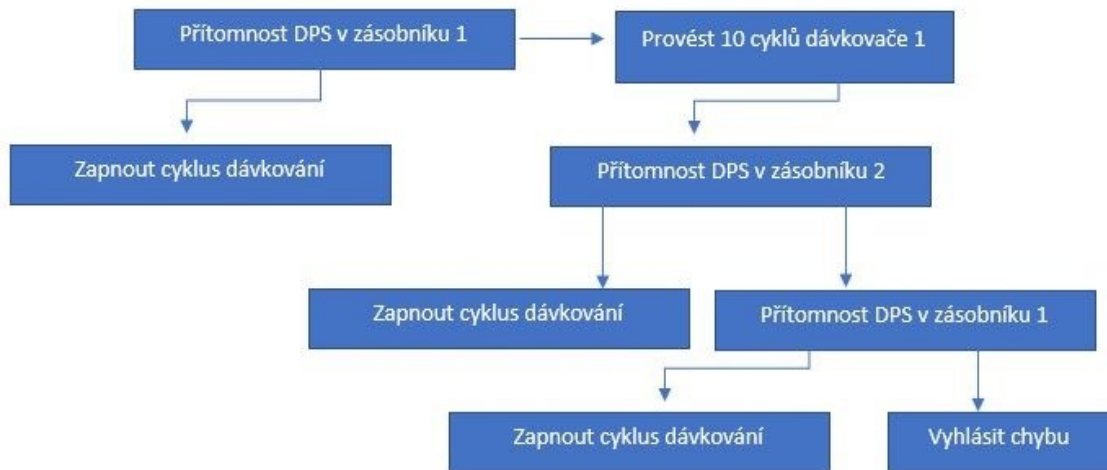 Přítomnost DPS v zásobníku 1
Provést 10 cyklů dávkovače 1
Zapnout cyklus dávkování
Přítomnost DPS v zásobníku 2
Zapnout cyklus dávkování
Přítomnost DPS v zásobníku 1
Zapnout cyklus dávkování
Vyhlásit chybu